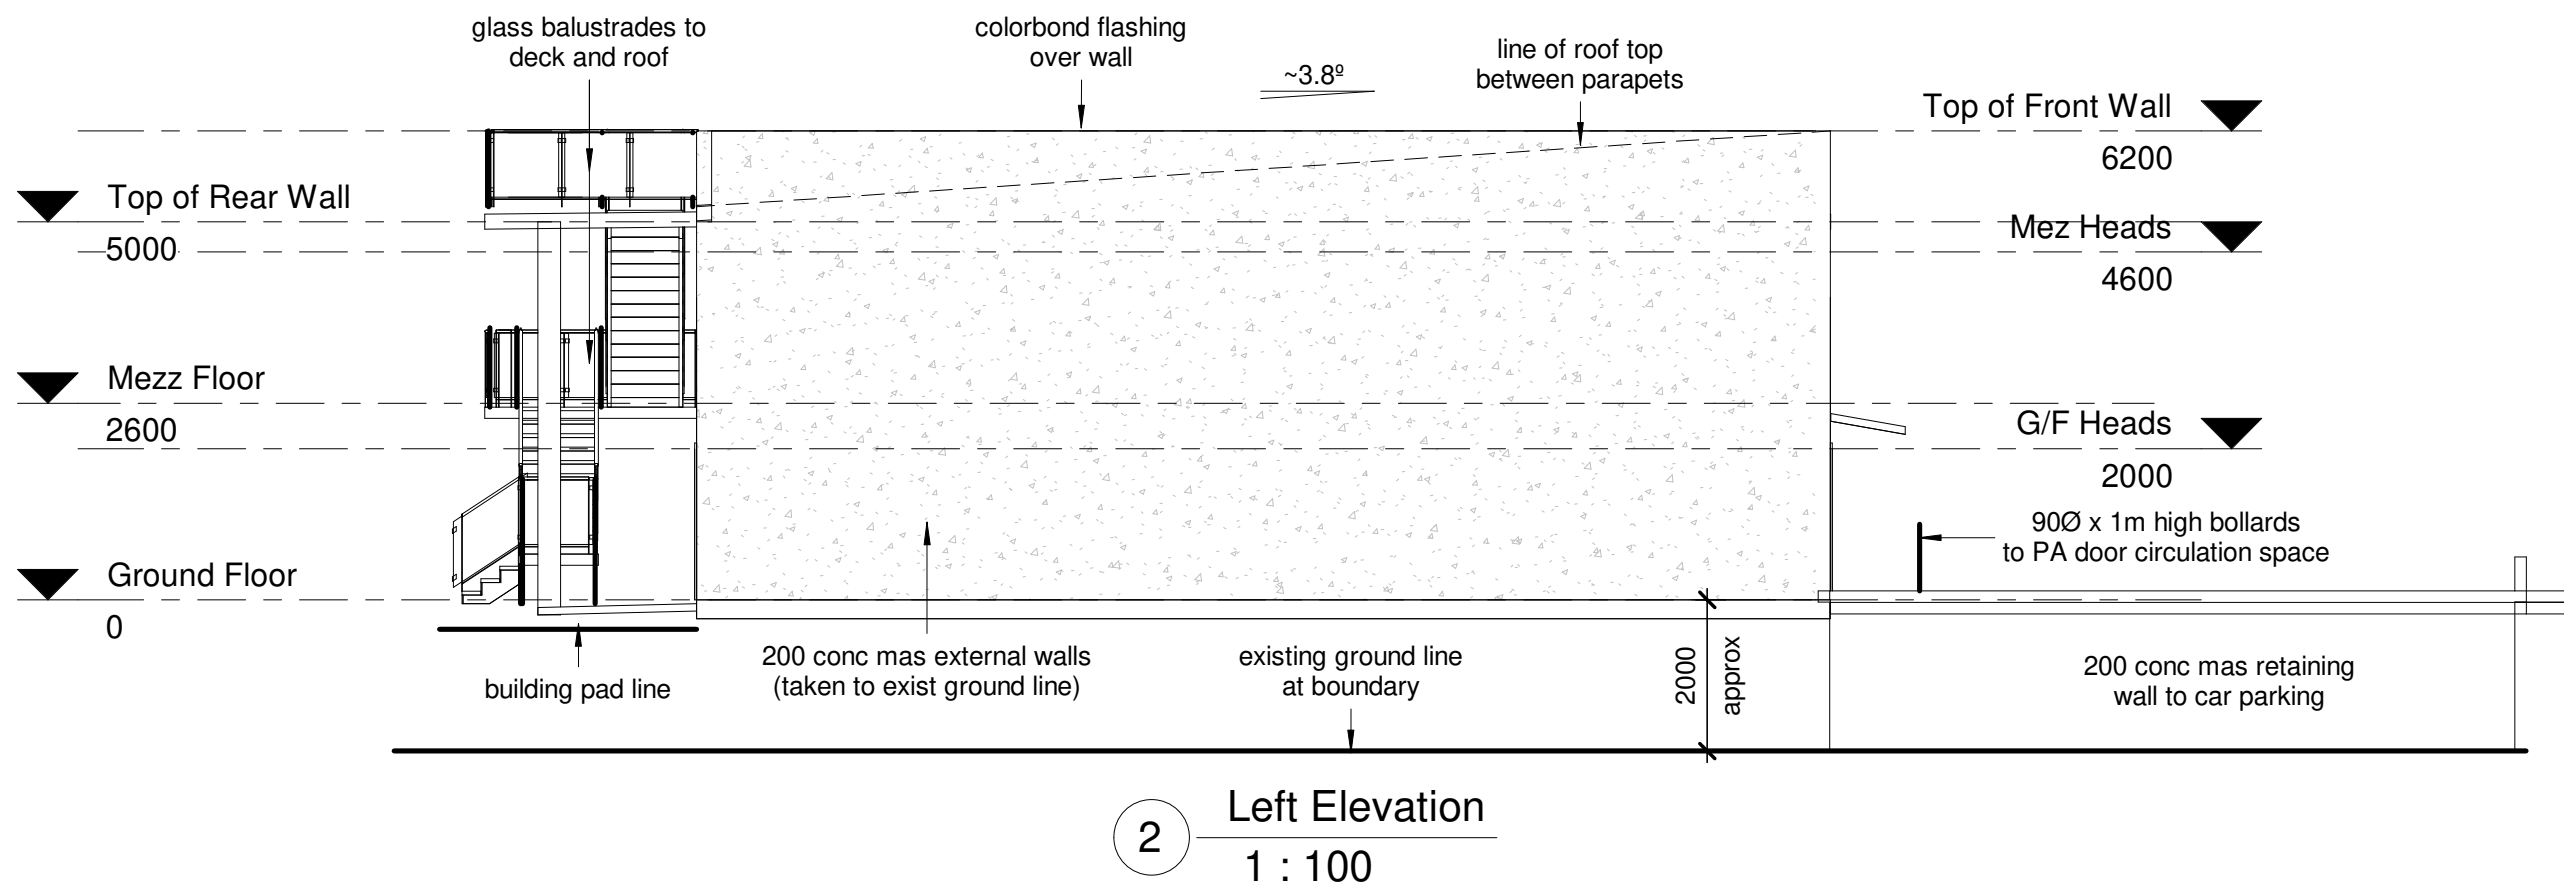 glass balustrades to
deck and roof
colorbond flashing
over wall
~3.8º
line of roof top
between parapets
Top of Front Wall
6200
Top of Rear Wall
5000
Mez Heads
4600
Mezz Floor
2600
G/F Heads
2000
90Ø x 1m high bollards
to PA door circulation space
Ground Floor
0
building pad line
200 conc mas external walls
(taken to exist ground line)
existing ground line
at boundary
2000
approx
200 conc mas retaining
wall to car parking
2
Left Elevation
1 : 100